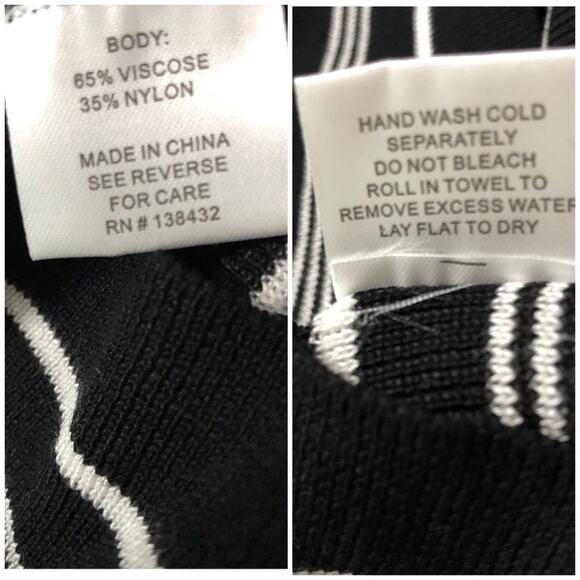 BODY:
65% VISCOSE
35% NYLON
MADE IN CHINA
SEE REVERSE
FOR CARE
RN # 138432
HAND WASH COLD
SEPARATELY
DO NOT BLEACH
ROLL IN TOWEL TO
REMOVE EXCESS WATER
LAY FLAT TO DRY